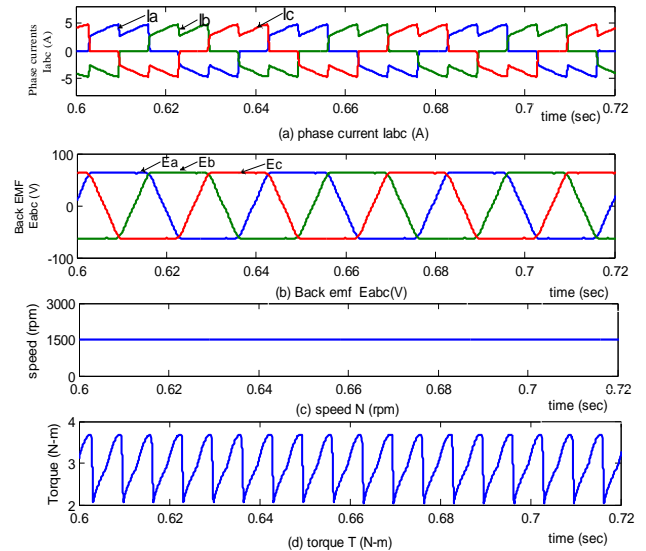 Phase currents
Iabc (A)
5
0
-5
Ia
Ib
Ic
0.6
0.62
0.64
0.66
0.68
0.7
0.72
time (sec)
(a) phase current Iabc (A)
Back EMF
Eabc (V)
100
0
-100
Ea
Eb
Ec
0.6
0.62
0.64
0.66
0.68
0.7
0.72
time (sec)
(b) Back emf Eabc(V)
speed (rpm)
3000
1500
0
0.6
0.62
0.64
0.66
0.68
0.7
0.72
time (sec)
(c) speed N (rpm)
Torque (N-m)
4
3
2
0.6
0.62
0.64
0.66
0.68
0.7
0.72
time (sec)
(d) torque T (N-m)